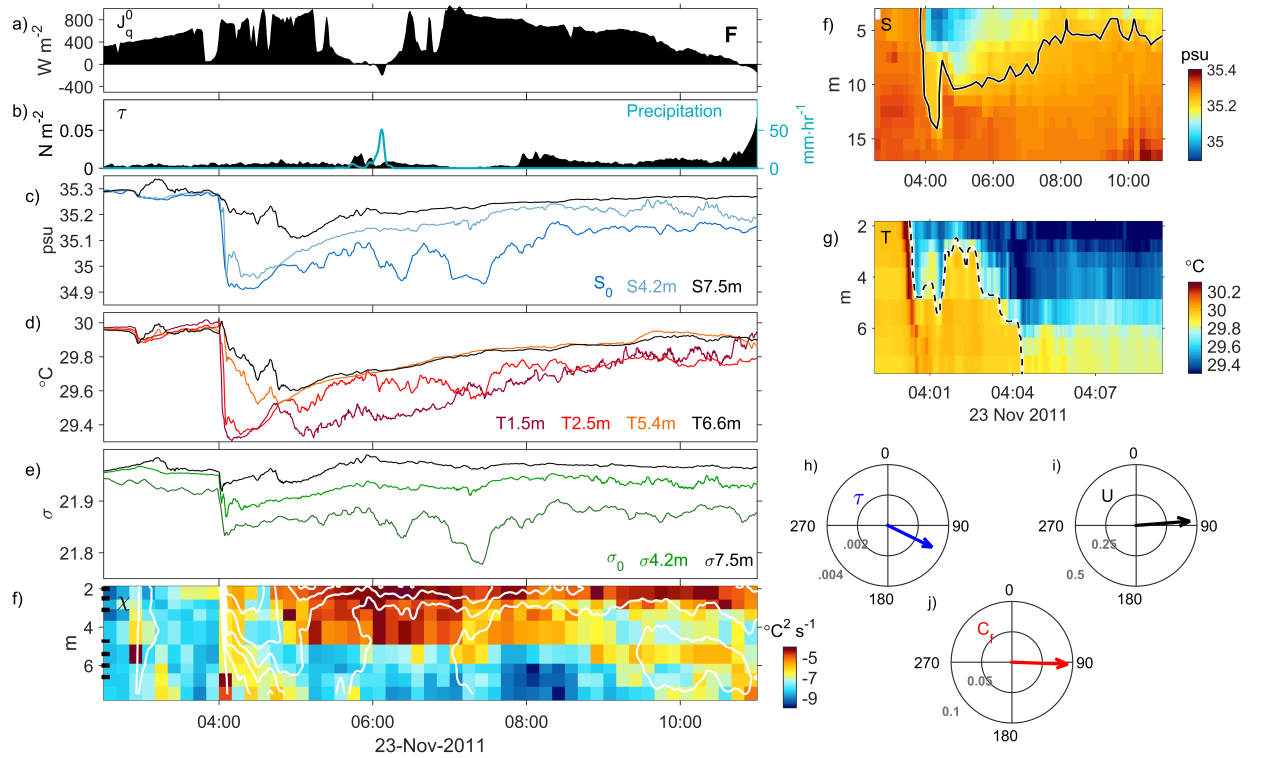 a)
J_q^0
F
800
400
0
-400
W m^-2
b)
τ
Precipitation
0.05
0
N m^-2
50
0
mm·hr^-1
c)
35.3
35.2
35.1
35
34.9
psu
S_0 S4.2m S7.5m
d)
30
29.8
29.6
29.4
°C
T1.5m T2.5m T5.4m T6.6m
e)
21.9
21.8
σ
σ_0 σ4.2m σ7.5m
f)
χ
2
4
6
m
°C^2 s^-1
-5
-7
-9
04:00 06:00 08:00 10:00
23-Nov-2011
f)
S
5
10
15
m
psu
35.4
35.2
35
04:00 06:00 08:00 10:00
g)
T
2
4
6
m
°C
30.2
30
29.8
29.6
29.4
04:01 04:04 04:07
23 Nov 2011
h)
0
τ
270
90
.002
.004
180
i)
0
U
270
90
0.25
0.5
180
j)
0
C_f
270
90
0.05
0.1
180